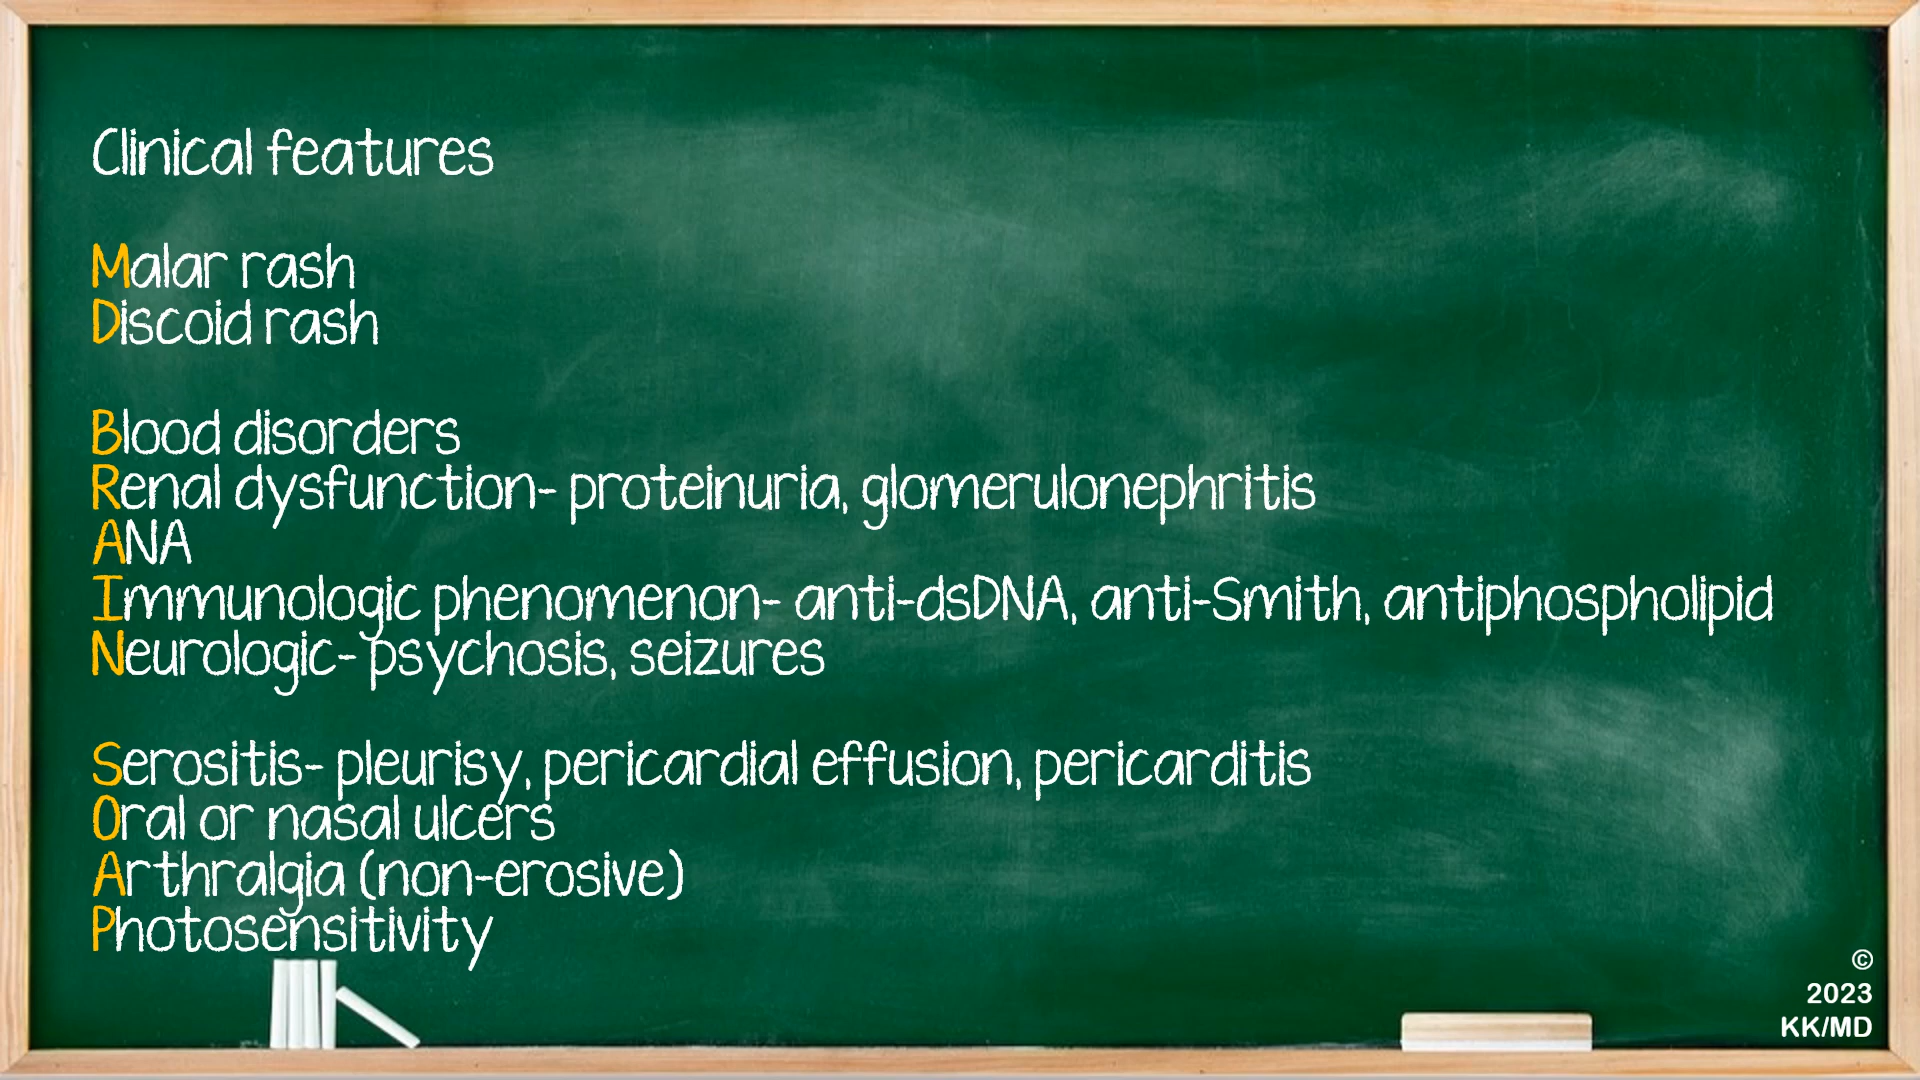 Clinical features
Malar rash
Discoid rash
Blood disorders
Renal dysfunction- proteinuria, glomerulonephritis
ANA
Immunologic phenomenon- anti-dsDNA, anti-Smith, antiphospholipid
Neurologic- psychosis, seizures
Serositis- pleurisy, pericardial effusion, pericarditis
Oral or nasal ulcers
Arthralgia (non-erosive)
Photosensitivity
©
2023
KK/MD